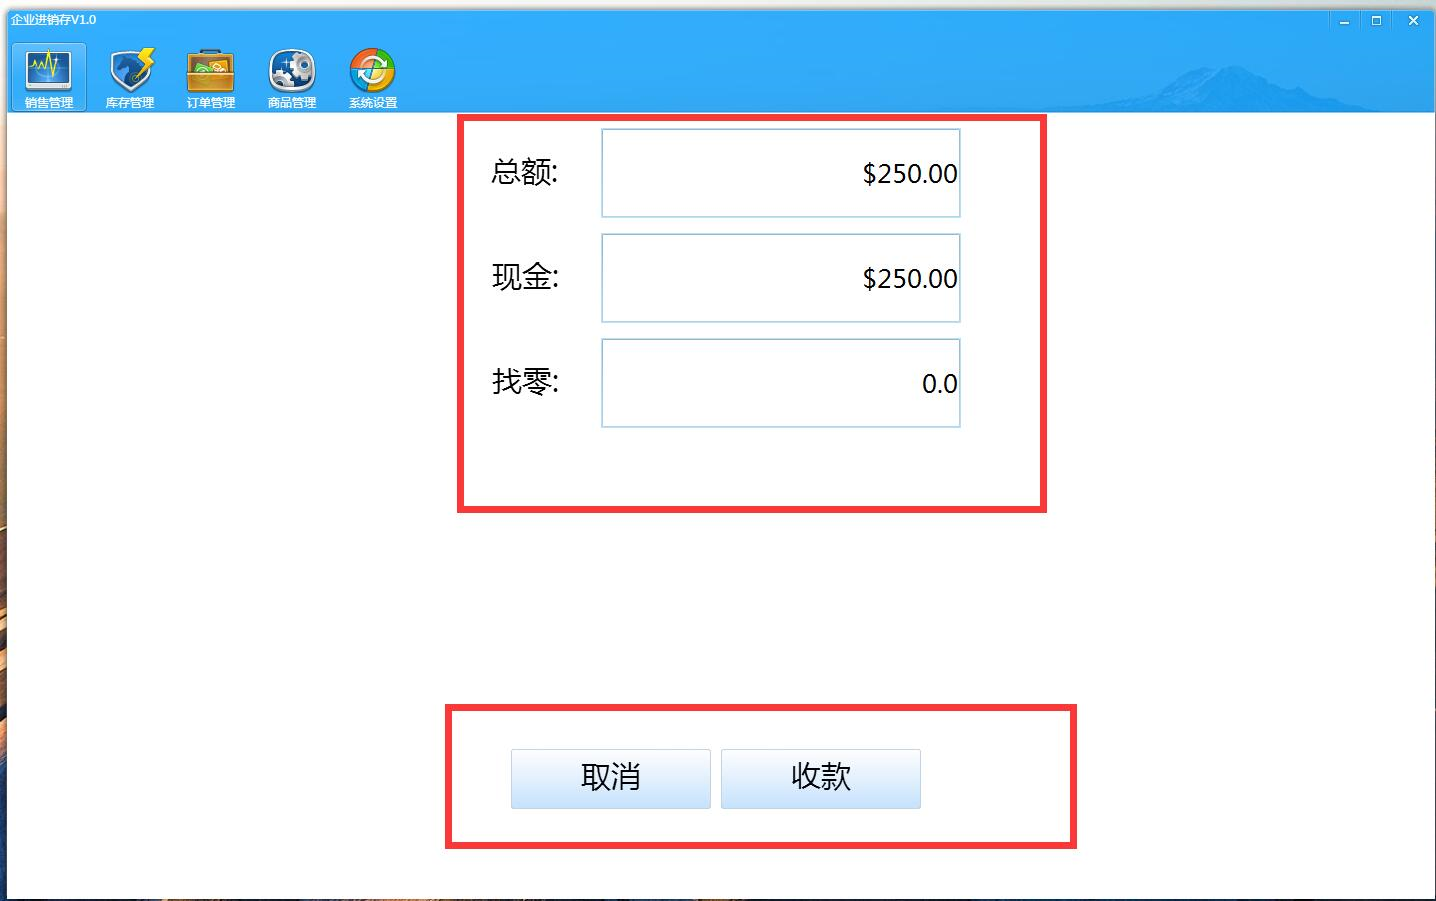 企业进销存V1.0
销售管理 库存管理 订单管理 商品管理 系统设置
总额: $250.00
现金: $250.00
找零: 0.0
取消 收款